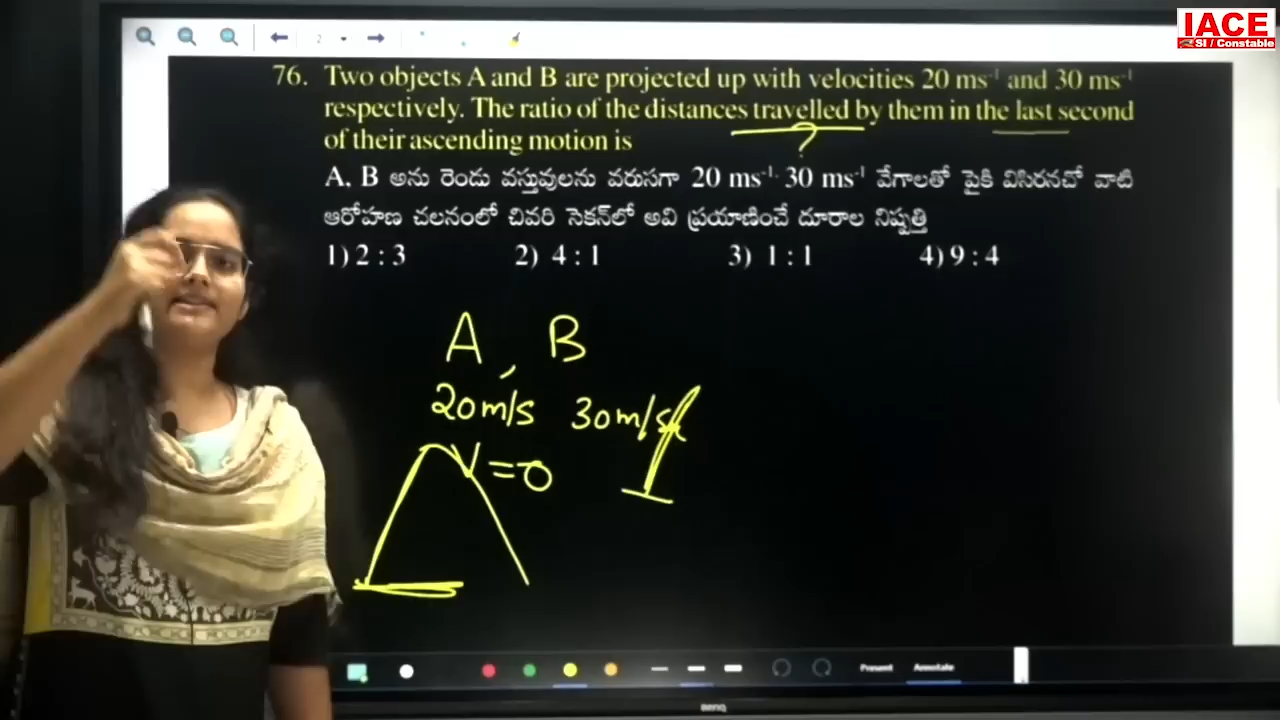 IACE
SI / Constable
2
76. Two objects A and B are projected up with velocities 20 ms⁻¹ and 30 ms⁻¹
respectively. The ratio of the distances travelled by them in the last second
of their ascending motion is
?
A, B అను రెండు వస్తువులను వరుసగా 20 ms⁻¹, 30 ms⁻¹ వేగాలతో పైకి విసిరనచో వాటి
ఆరోహణ చలనంలో చివరి సెకన్‌లో అవి ప్రయాణించే దూరాల నిష్పత్తి
1) 2 : 3 2) 4 : 1 3) 1 : 1 4) 9 : 4
A , B
20m/s 30m/s
V=0
Present Annotate
BenQ